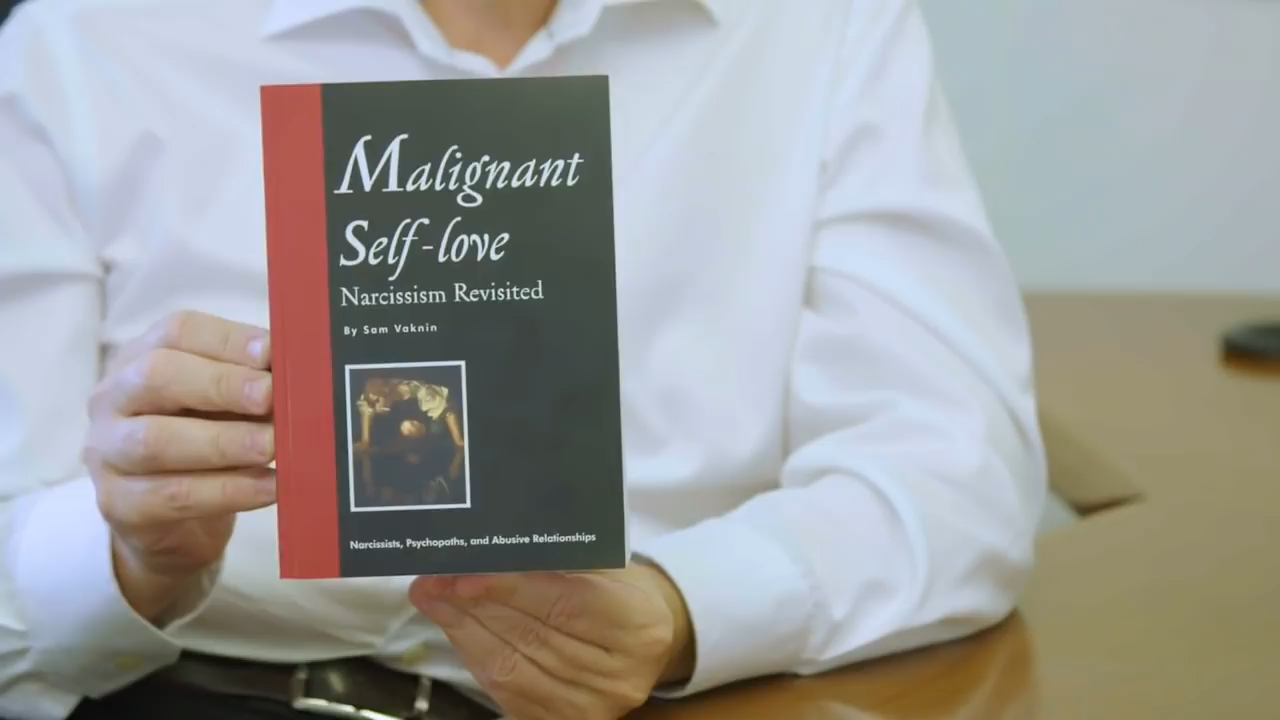 Malignant
Self-love
Narcissism Revisited
By Sam Vaknin
Narcissists, Psychopaths, and Abusive Relationships